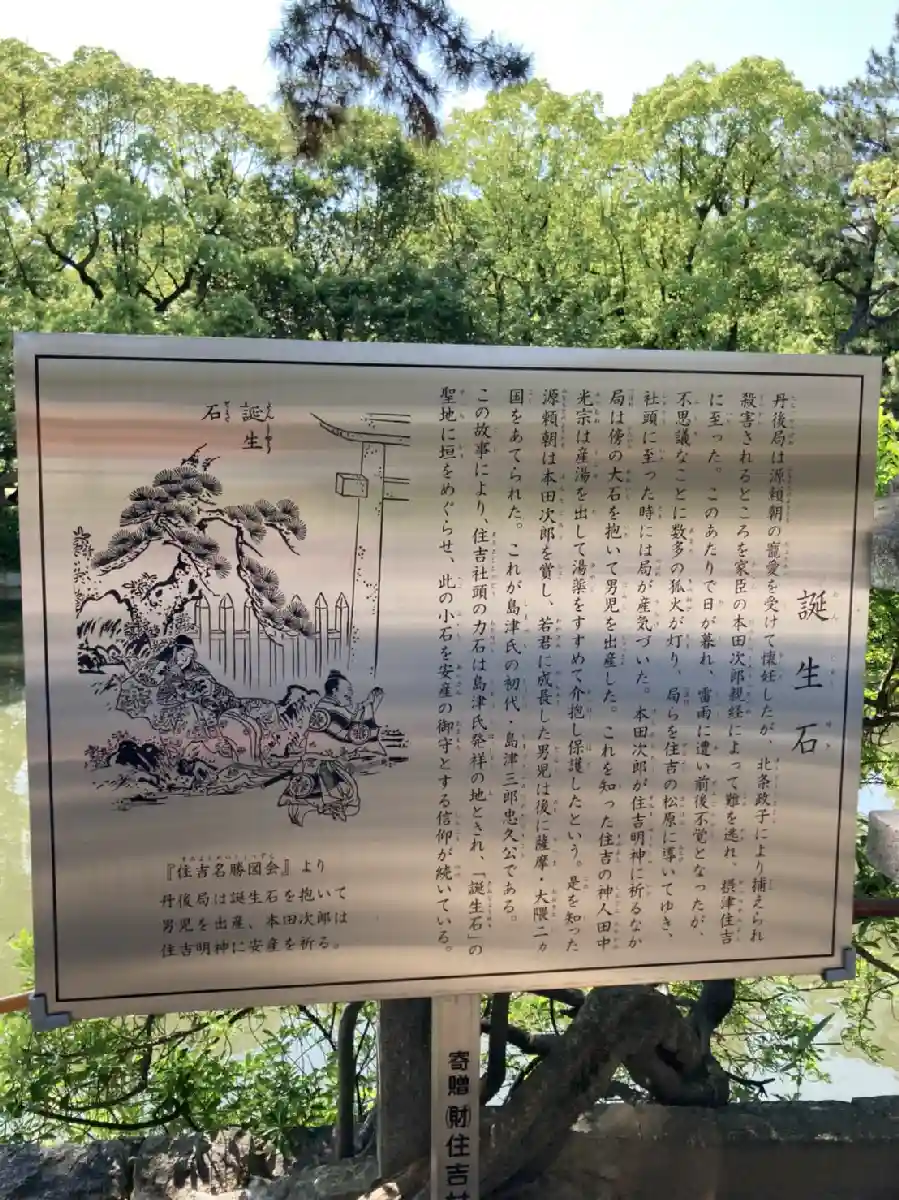 誕生石
丹後局は源頼朝の寵愛を受けて懐妊したが、北条政子により捕えられ
殺害されるところを家臣の本田次郎親経によって難を逃れ、摂津住吉
に至った。このあたりで日が暮れ、雷雨に遭い前後不覚となったが、
不思議なことに数多の狐火が灯り、局らを住吉の松原に導いてゆき、
社頭に至った時には局が産気づいた。本田次郎が住吉明神に祈るなか
局は傍の大石を抱いて男児を出産した。これを知った住吉の神人田中
光宗は産湯を出して湯薬をすすめて介抱し保護したという。是を知った
源頼朝は本田次郎を賞し、若君に成長した男児は後に薩摩・大隈二ヵ
国をあてられた。これが島津氏の初代・島津三郎忠久公である。
この故事により、住吉社頭の力石は島津氏発祥の地とされ、「誕生石」の
聖地に垣をめぐらせ、此の小石を安産の御守とする信仰が続いている。
誕生
石
『住吉名勝図会』より
丹後局は誕生石を抱いて
男児を出産、本田次郎は
住吉明神に安産を祈る。
寄贈(財)住吉村